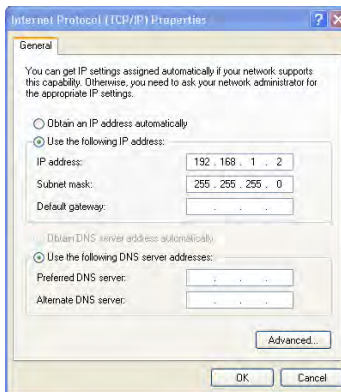 Internet Protocol (TCP/IP) Properties
General
You can get IP settings assigned automatically if your network supports
this capability. Otherwise, you need to ask your network administrator for
the appropriate IP settings.
Obtain an IP address automatically
Use the following IP address:
IP address: 192 . 168 . 1 . 2
Subnet mask: 255 . 255 . 255 . 0
Default gateway: . . .
Obtain DNS server address automatically
Use the following DNS server addresses:
Preferred DNS server: . . .
Alternate DNS server: . . .
Advanced...
OK Cancel